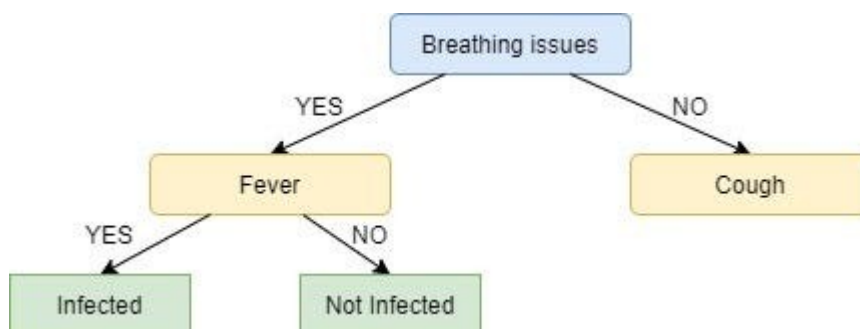 Breathing issues
YES
NO
Fever
Cough
YES
NO
Infected
Not Infected